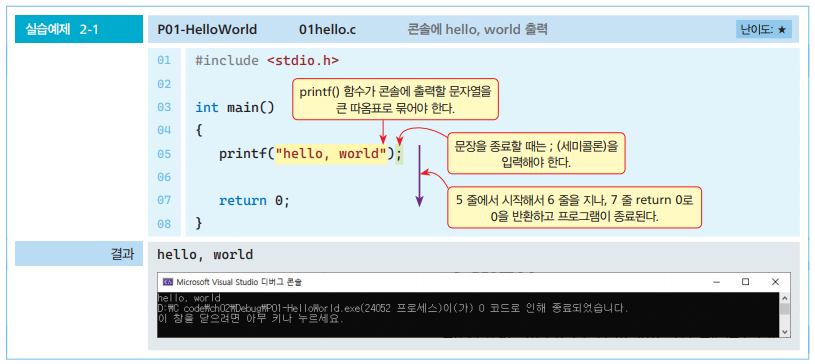 실습예제 2-1 P01-HelloWorld 01hello.c 콘솔에 hello, world 출력 난이도: ★
01 #include <stdio.h>
02
printf() 함수가 콘솔에 출력할 문자열을
큰 따옴표로 묶어야 한다.
03 int main()
04 {
05 printf("hello, world");
문장을 종료할 때는 ; (세미콜론)을
입력해야 한다.
06
07 return 0;
5 줄에서 시작해서 6 줄을 지나, 7 줄 return 0로
0을 반환하고 프로그램이 종료된다.
08 }
결과 hello, world
Microsoft Visual Studio 디버그 콘솔
hello, world
D:₩C code₩ch02₩Debug₩P01-HelloWorld.exe(24052 프로세스)이(가) 0 코드로 인해 종료되었습니다.
이 창을 닫으려면 아무 키나 누르세요.